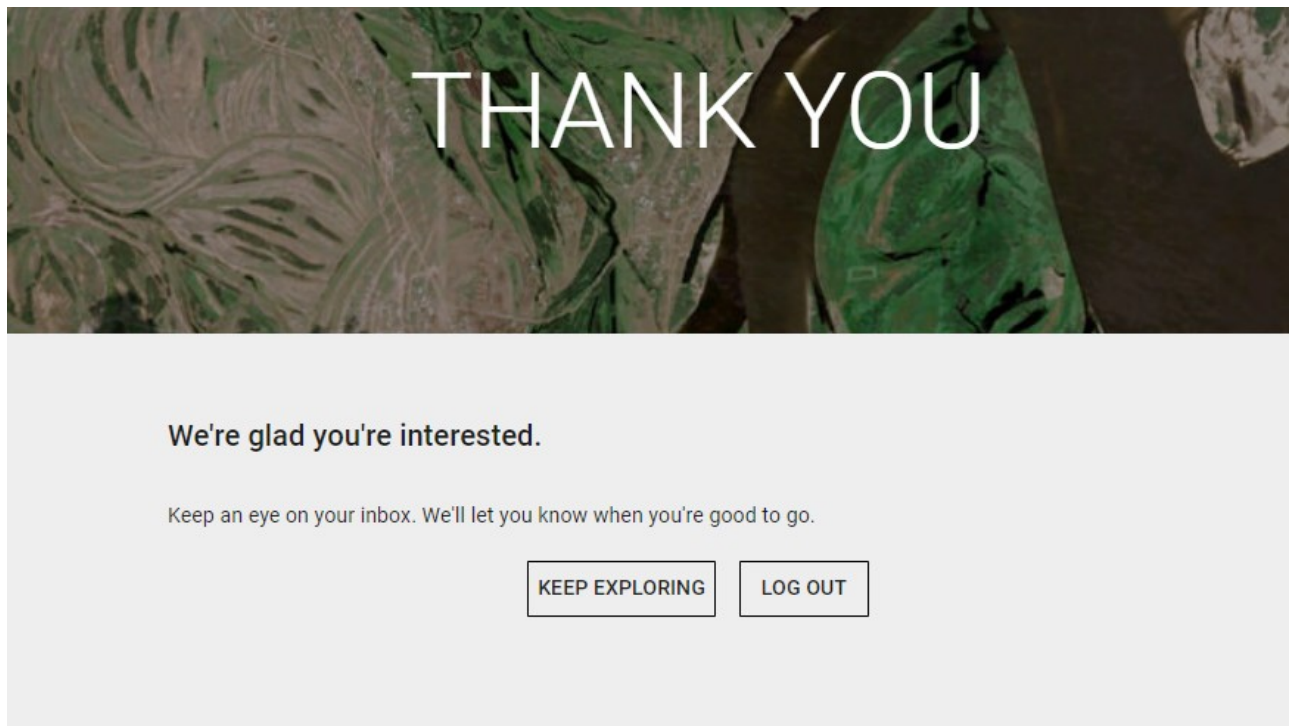 THANK YOU
We're glad you're interested.
Keep an eye on your inbox. We'll let you know when you're good to go.
KEEP EXPLORING
LOG OUT